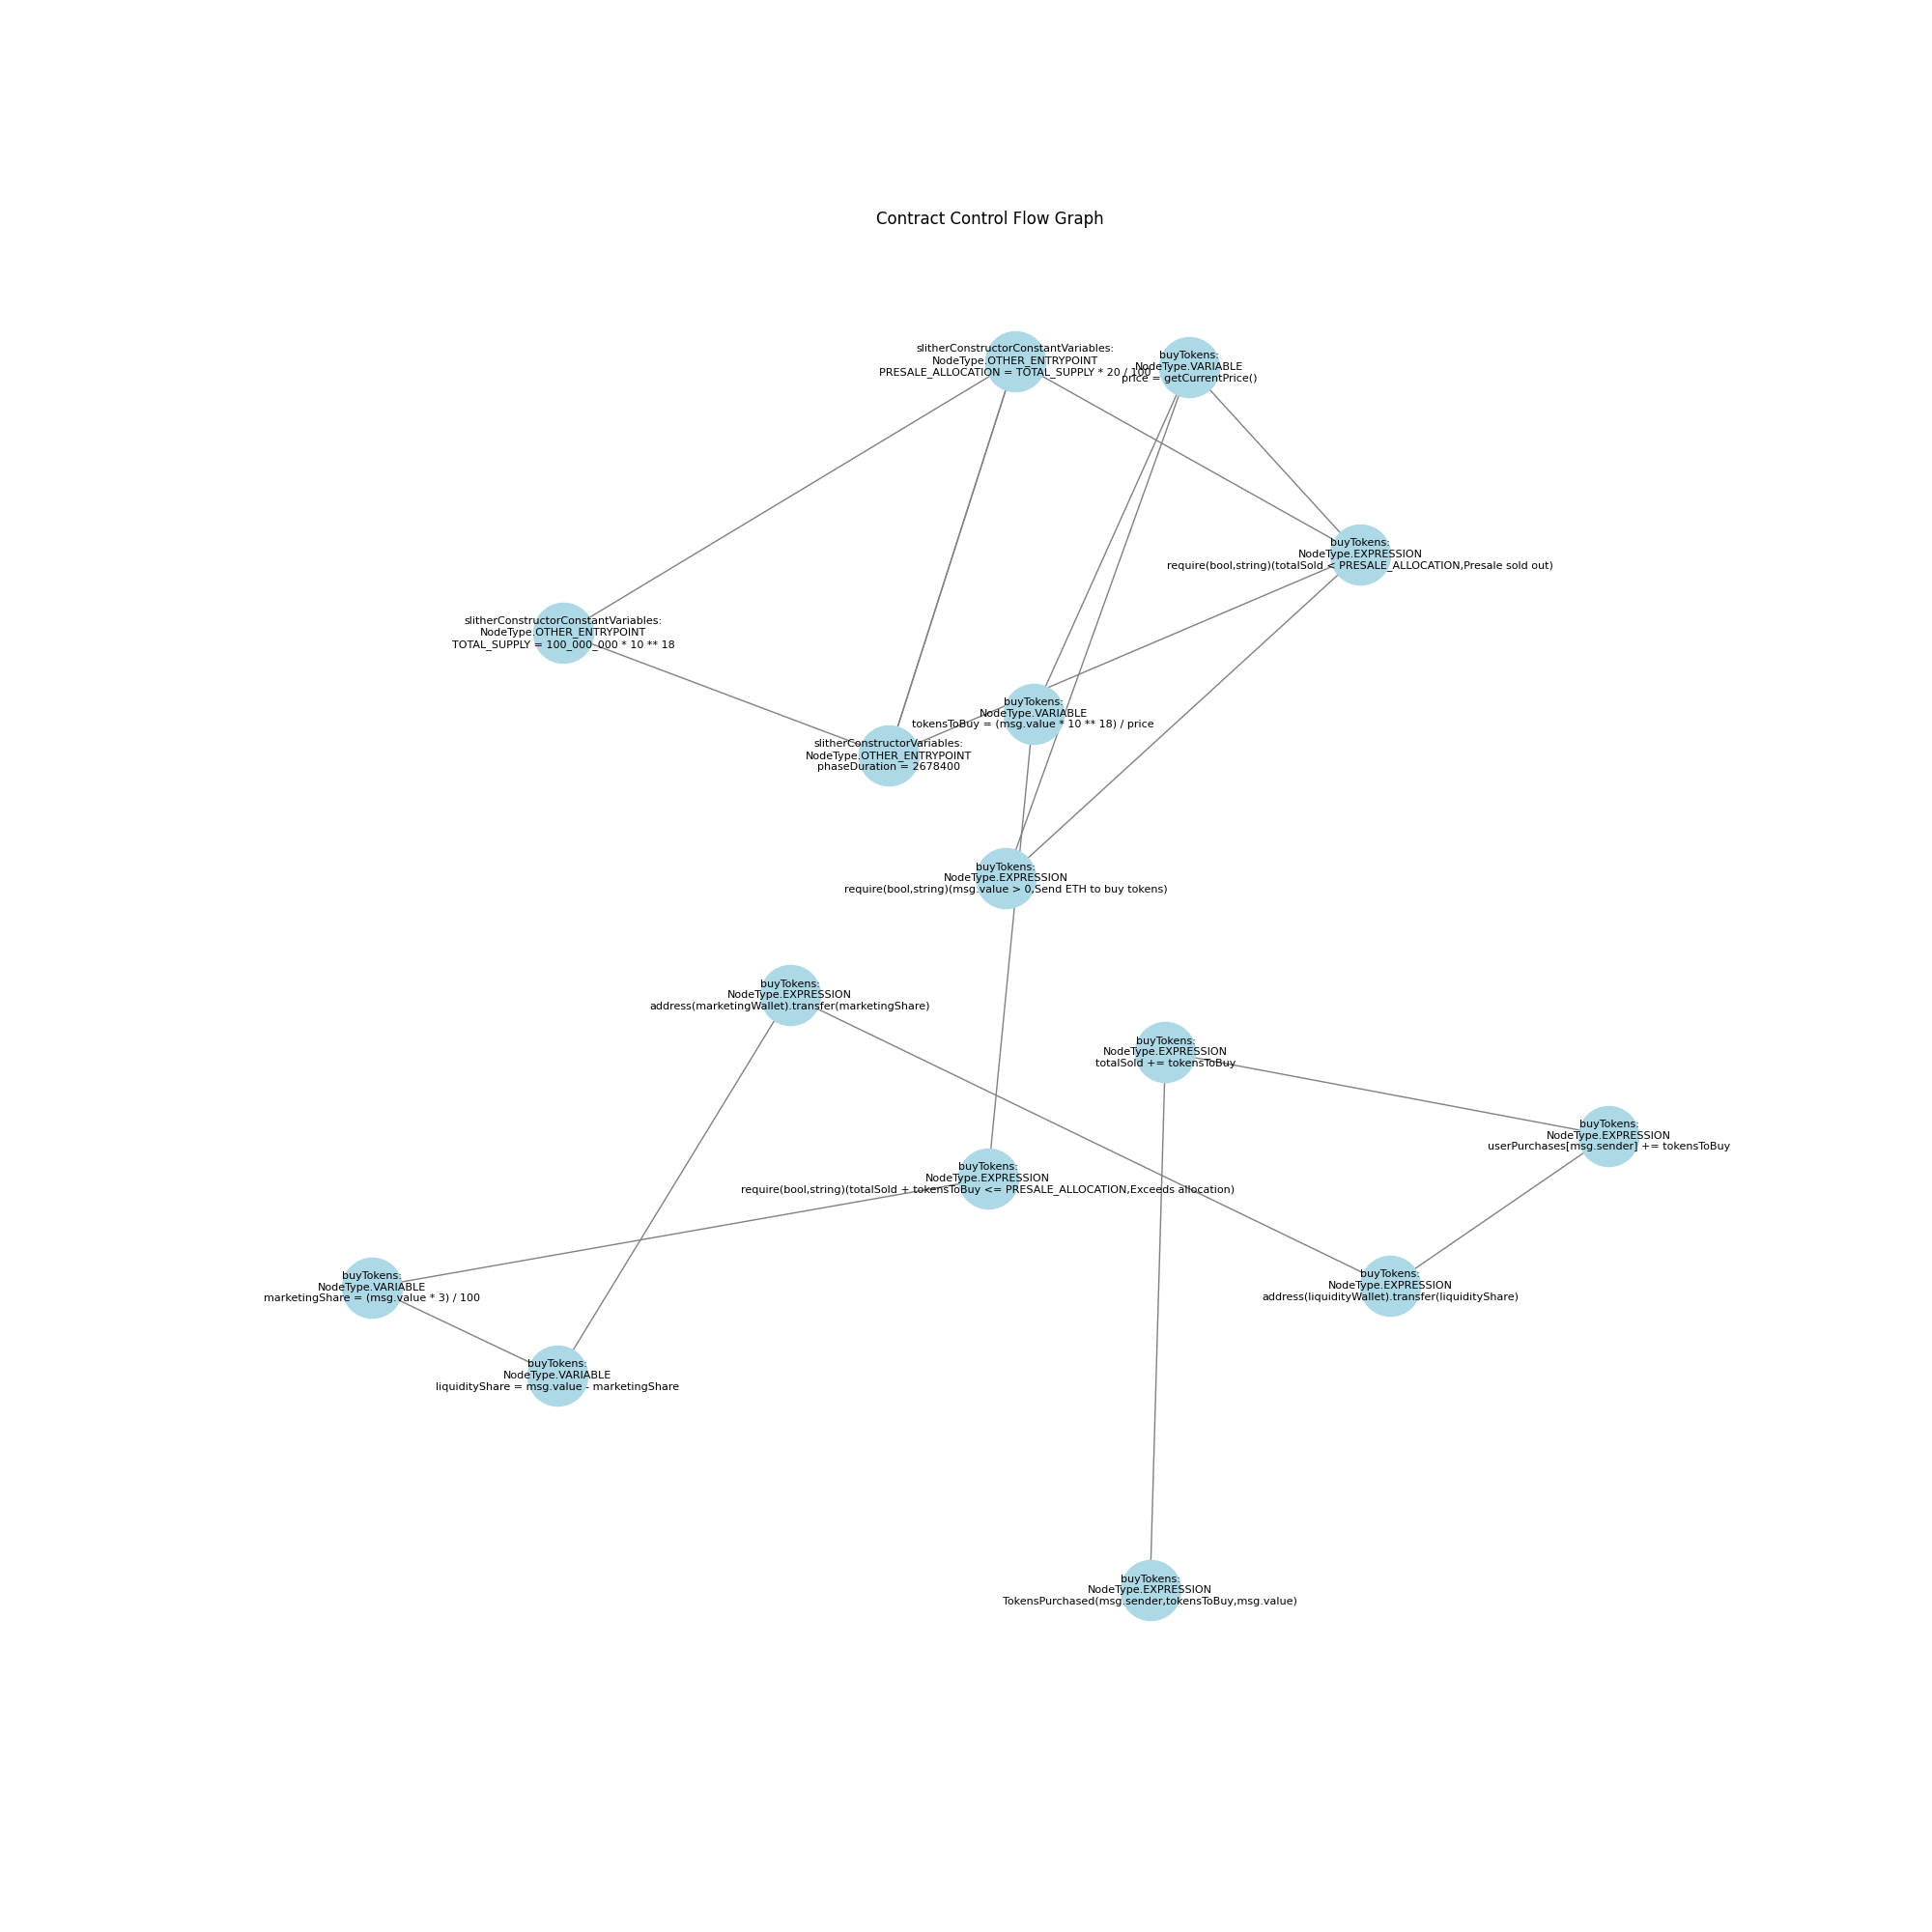 Contract Control Flow Graph
slitherConstructorConstantVariables:
NodeType.OTHER_ENTRYPOINT
PRESALE_ALLOCATION = TOTAL_SUPPLY * 20 / 100
buyTokens:
NodeType.VARIABLE
price = getCurrentPrice()
buyTokens:
NodeType.EXPRESSION
require(bool,string)(totalSold < PRESALE_ALLOCATION,Presale sold out)
slitherConstructorConstantVariables:
NodeType.OTHER_ENTRYPOINT
TOTAL_SUPPLY = 100_000_000 * 10 ** 18
buyTokens:
NodeType.VARIABLE
tokensToBuy = (msg.value * 10 ** 18) / price
slitherConstructorVariables:
NodeType.OTHER_ENTRYPOINT
phaseDuration = 2678400
buyTokens:
NodeType.EXPRESSION
require(bool,string)(msg.value > 0,Send ETH to buy tokens)
buyTokens:
NodeType.EXPRESSION
address(marketingWallet).transfer(marketingShare)
buyTokens:
NodeType.EXPRESSION
totalSold += tokensToBuy
buyTokens:
NodeType.EXPRESSION
userPurchases[msg.sender] += tokensToBuy
buyTokens:
NodeType.EXPRESSION
require(bool,string)(totalSold + tokensToBuy <= PRESALE_ALLOCATION,Exceeds allocation)
buyTokens:
NodeType.VARIABLE
marketingShare = (msg.value * 3) / 100
buyTokens:
NodeType.EXPRESSION
address(liquidityWallet).transfer(liquidityShare)
buyTokens:
NodeType.VARIABLE
liquidityShare = msg.value - marketingShare
buyTokens:
NodeType.EXPRESSION
TokensPurchased(msg.sender,tokensToBuy,msg.value)